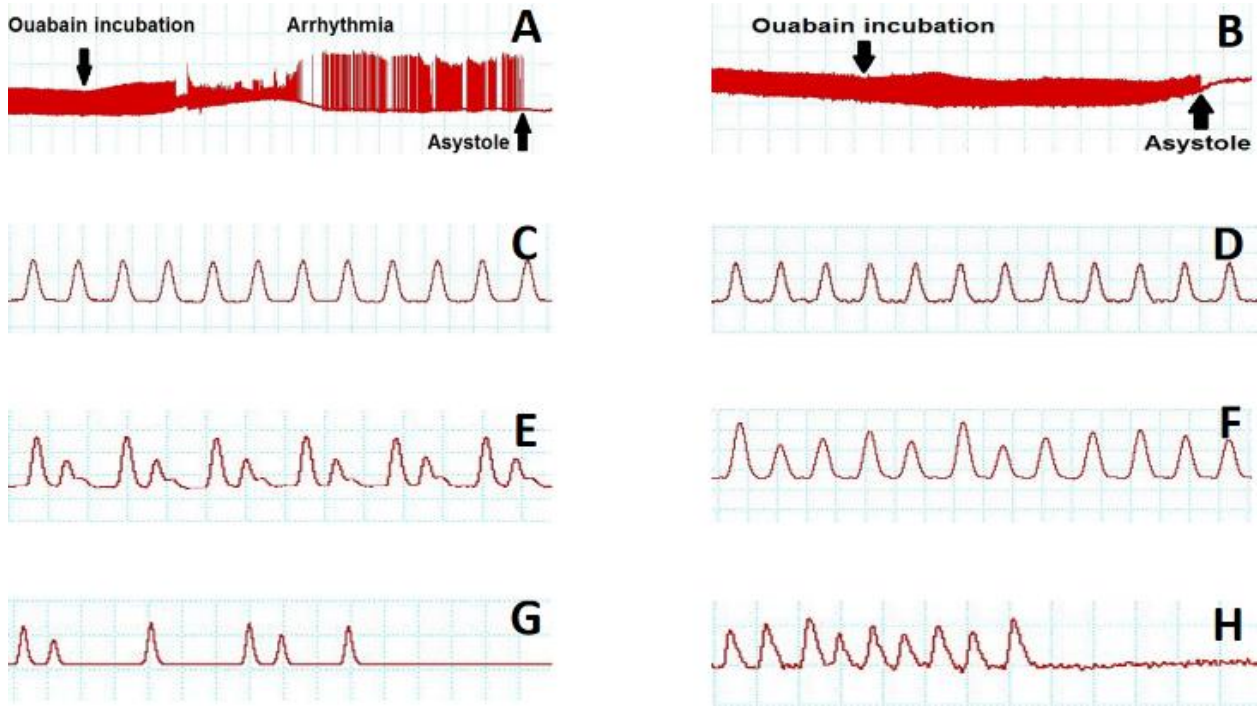 Ouabain incubation
Arrhythmia
A
Asystole
Ouabain incubation
B
Asystole
C
D
E
F
G
H